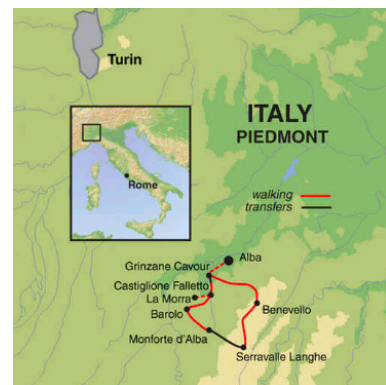 Turin
ITALY
PIEDMONT
Rome
walking
transfers
Alba
Grinzane Cavour
Castiglione Falletto
La Morra
Benevello
Barolo
Monforte d'Alba
Serravalle Langhe